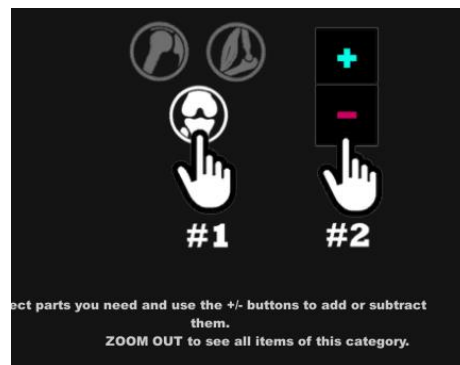 #1 #2
ect parts you need and use the +/- buttons to add or subtract
them.
ZOOM OUT to see all items of this category.